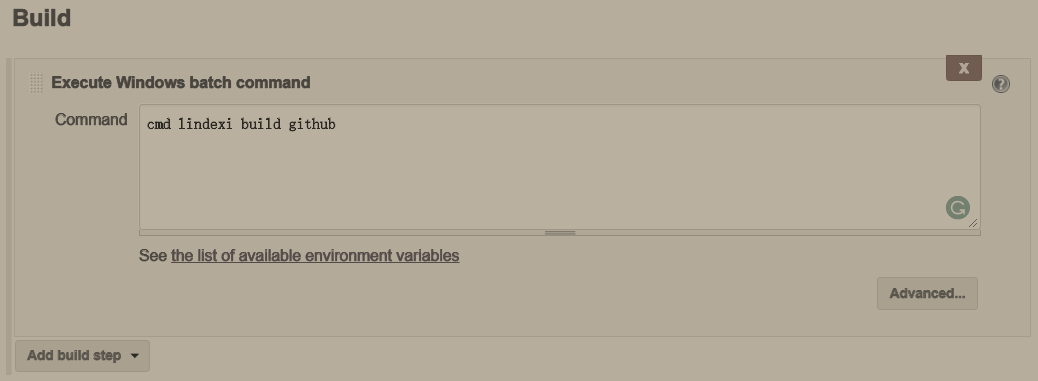 Build
Execute Windows batch command
X
?
Command
cmd lindexi build github
G
See the list of available environment variables
Advanced...
Add build step